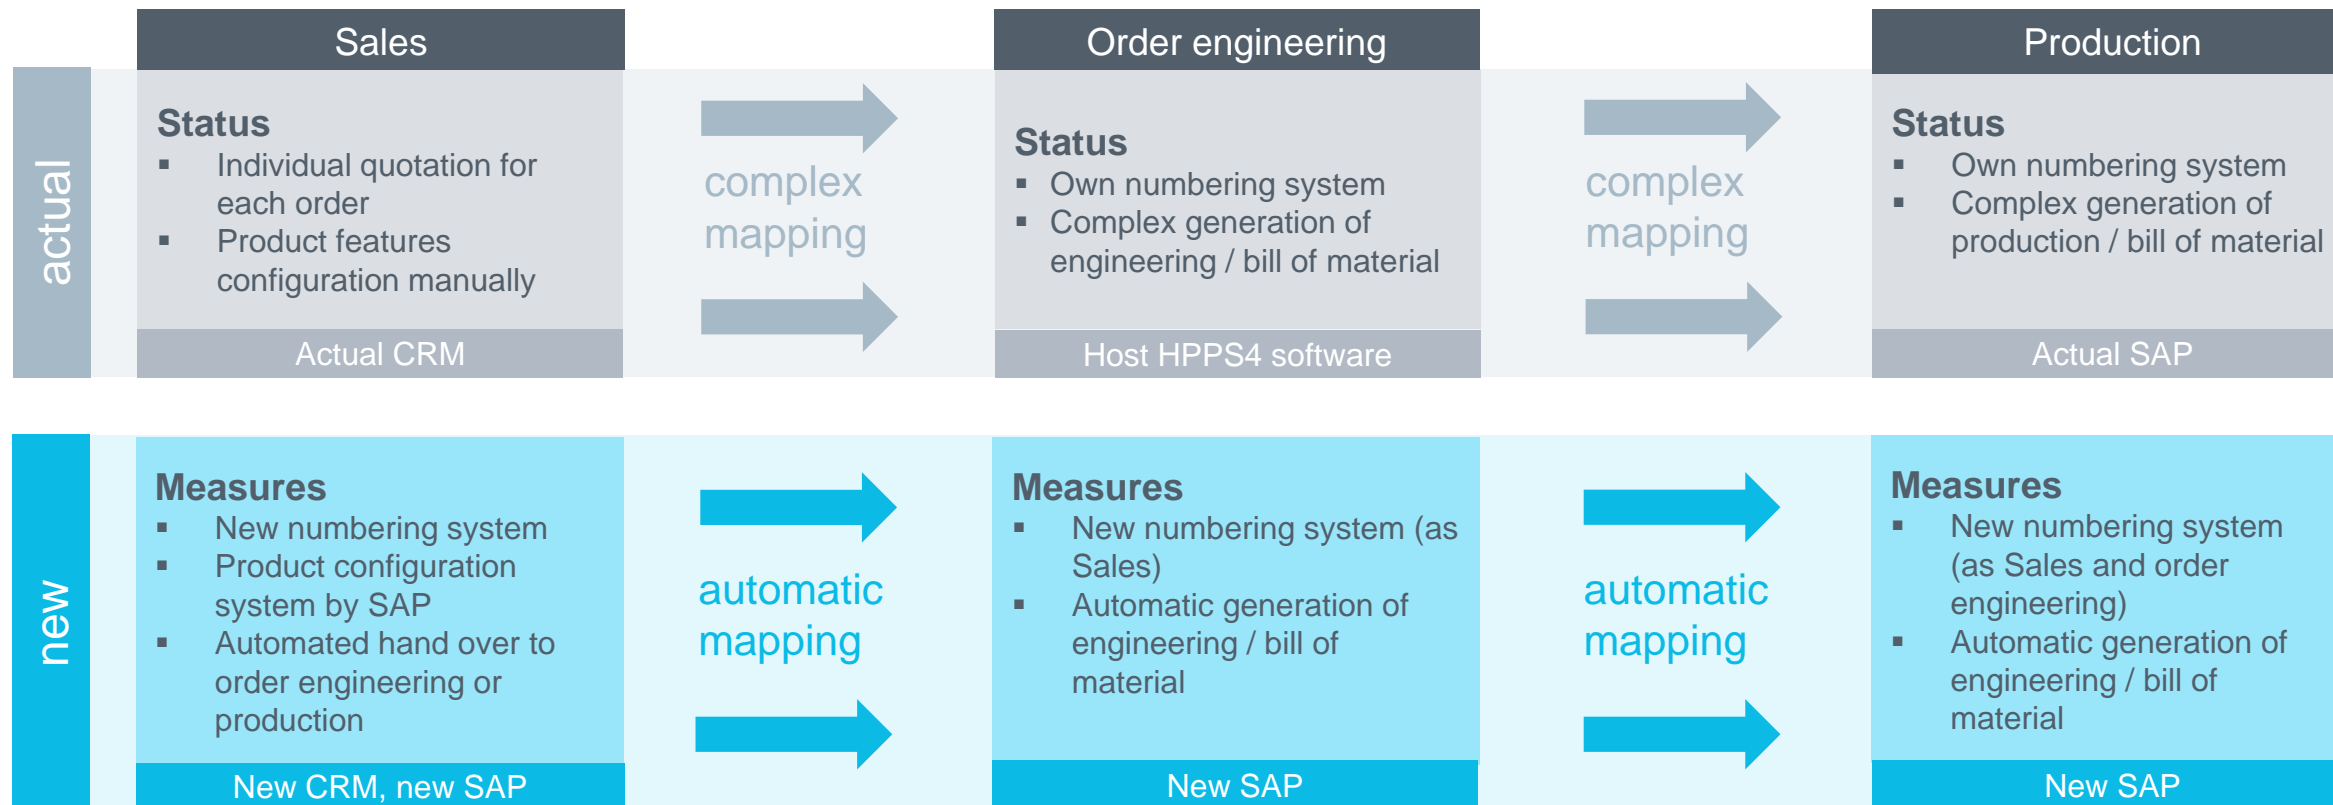 Sales
Order engineering
Production
actual
Status
▪ Individual quotation for
each order
▪ Product features
configuration manually
Actual CRM
complex
mapping
Status
▪ Own numbering system
▪ Complex generation of
engineering / bill of material
Host HPPS4 software
complex
mapping
Status
▪ Own numbering system
▪ Complex generation of
production / bill of material
Actual SAP
new
Measures
▪ New numbering system
▪ Product configuration
system by SAP
▪ Automated hand over to
order engineering or
production
New CRM, new SAP
automatic
mapping
Measures
▪ New numbering system (as
Sales)
▪ Automatic generation of
engineering / bill of
material
New SAP
automatic
mapping
Measures
▪ New numbering system
(as Sales and order
engineering)
▪ Automatic generation of
engineering / bill of
material
New SAP